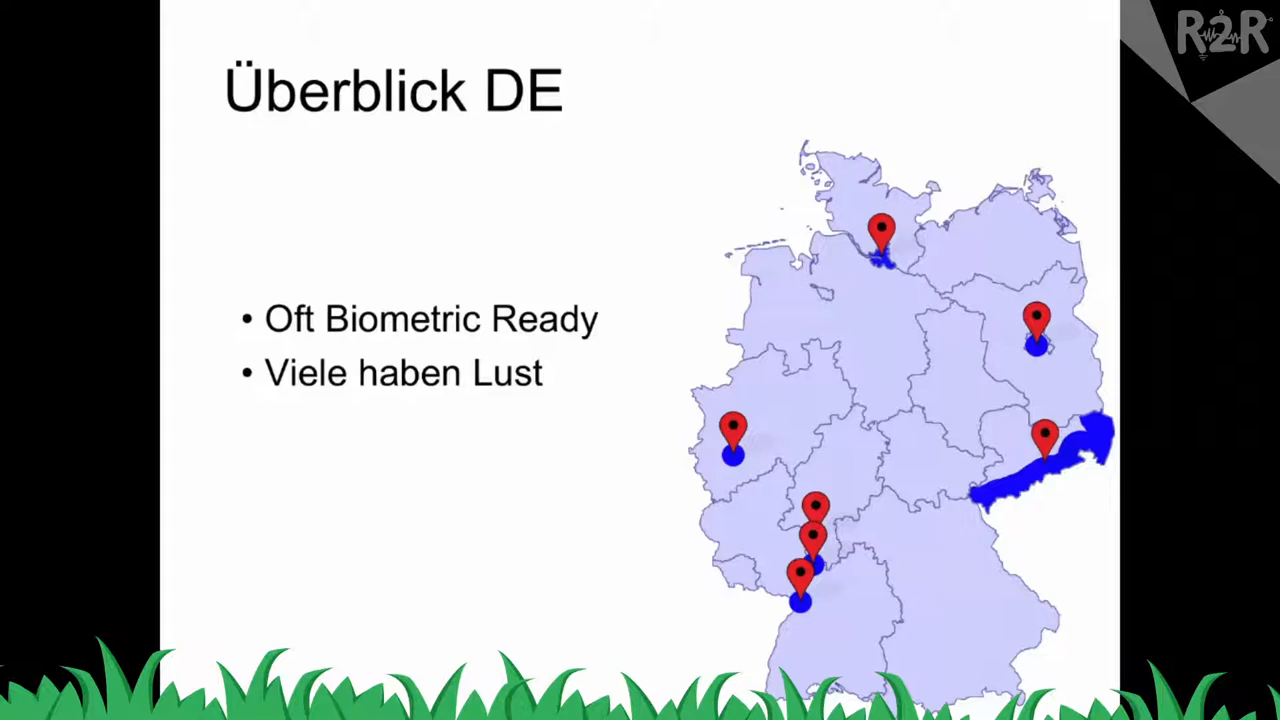 R2R
Überblick DE
• Oft Biometric Ready
• Viele haben Lust